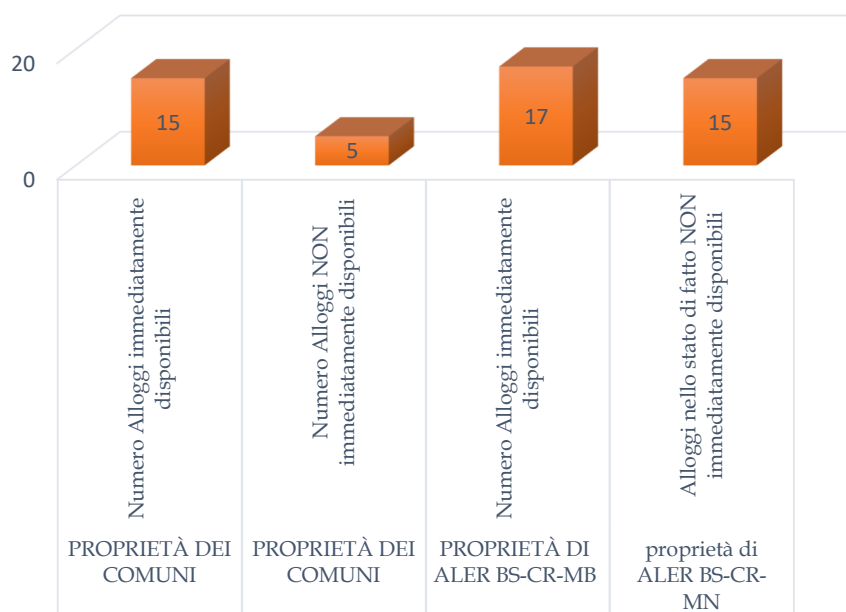 20
0
15
5
17
15
Numero Alloggi immediatamente
disponibili
Numero Alloggi NON
immediatamente disponibili
Numero Alloggi immediatamente
disponibili
Alloggi nello stato di fatto NON
immediatamente disponibili
PROPRIETÀ DEI
COMUNI
PROPRIETÀ DEI
COMUNI
PROPRIETÀ DI
ALER BS-CR-MB
proprietà di
ALER BS-CR-
MN